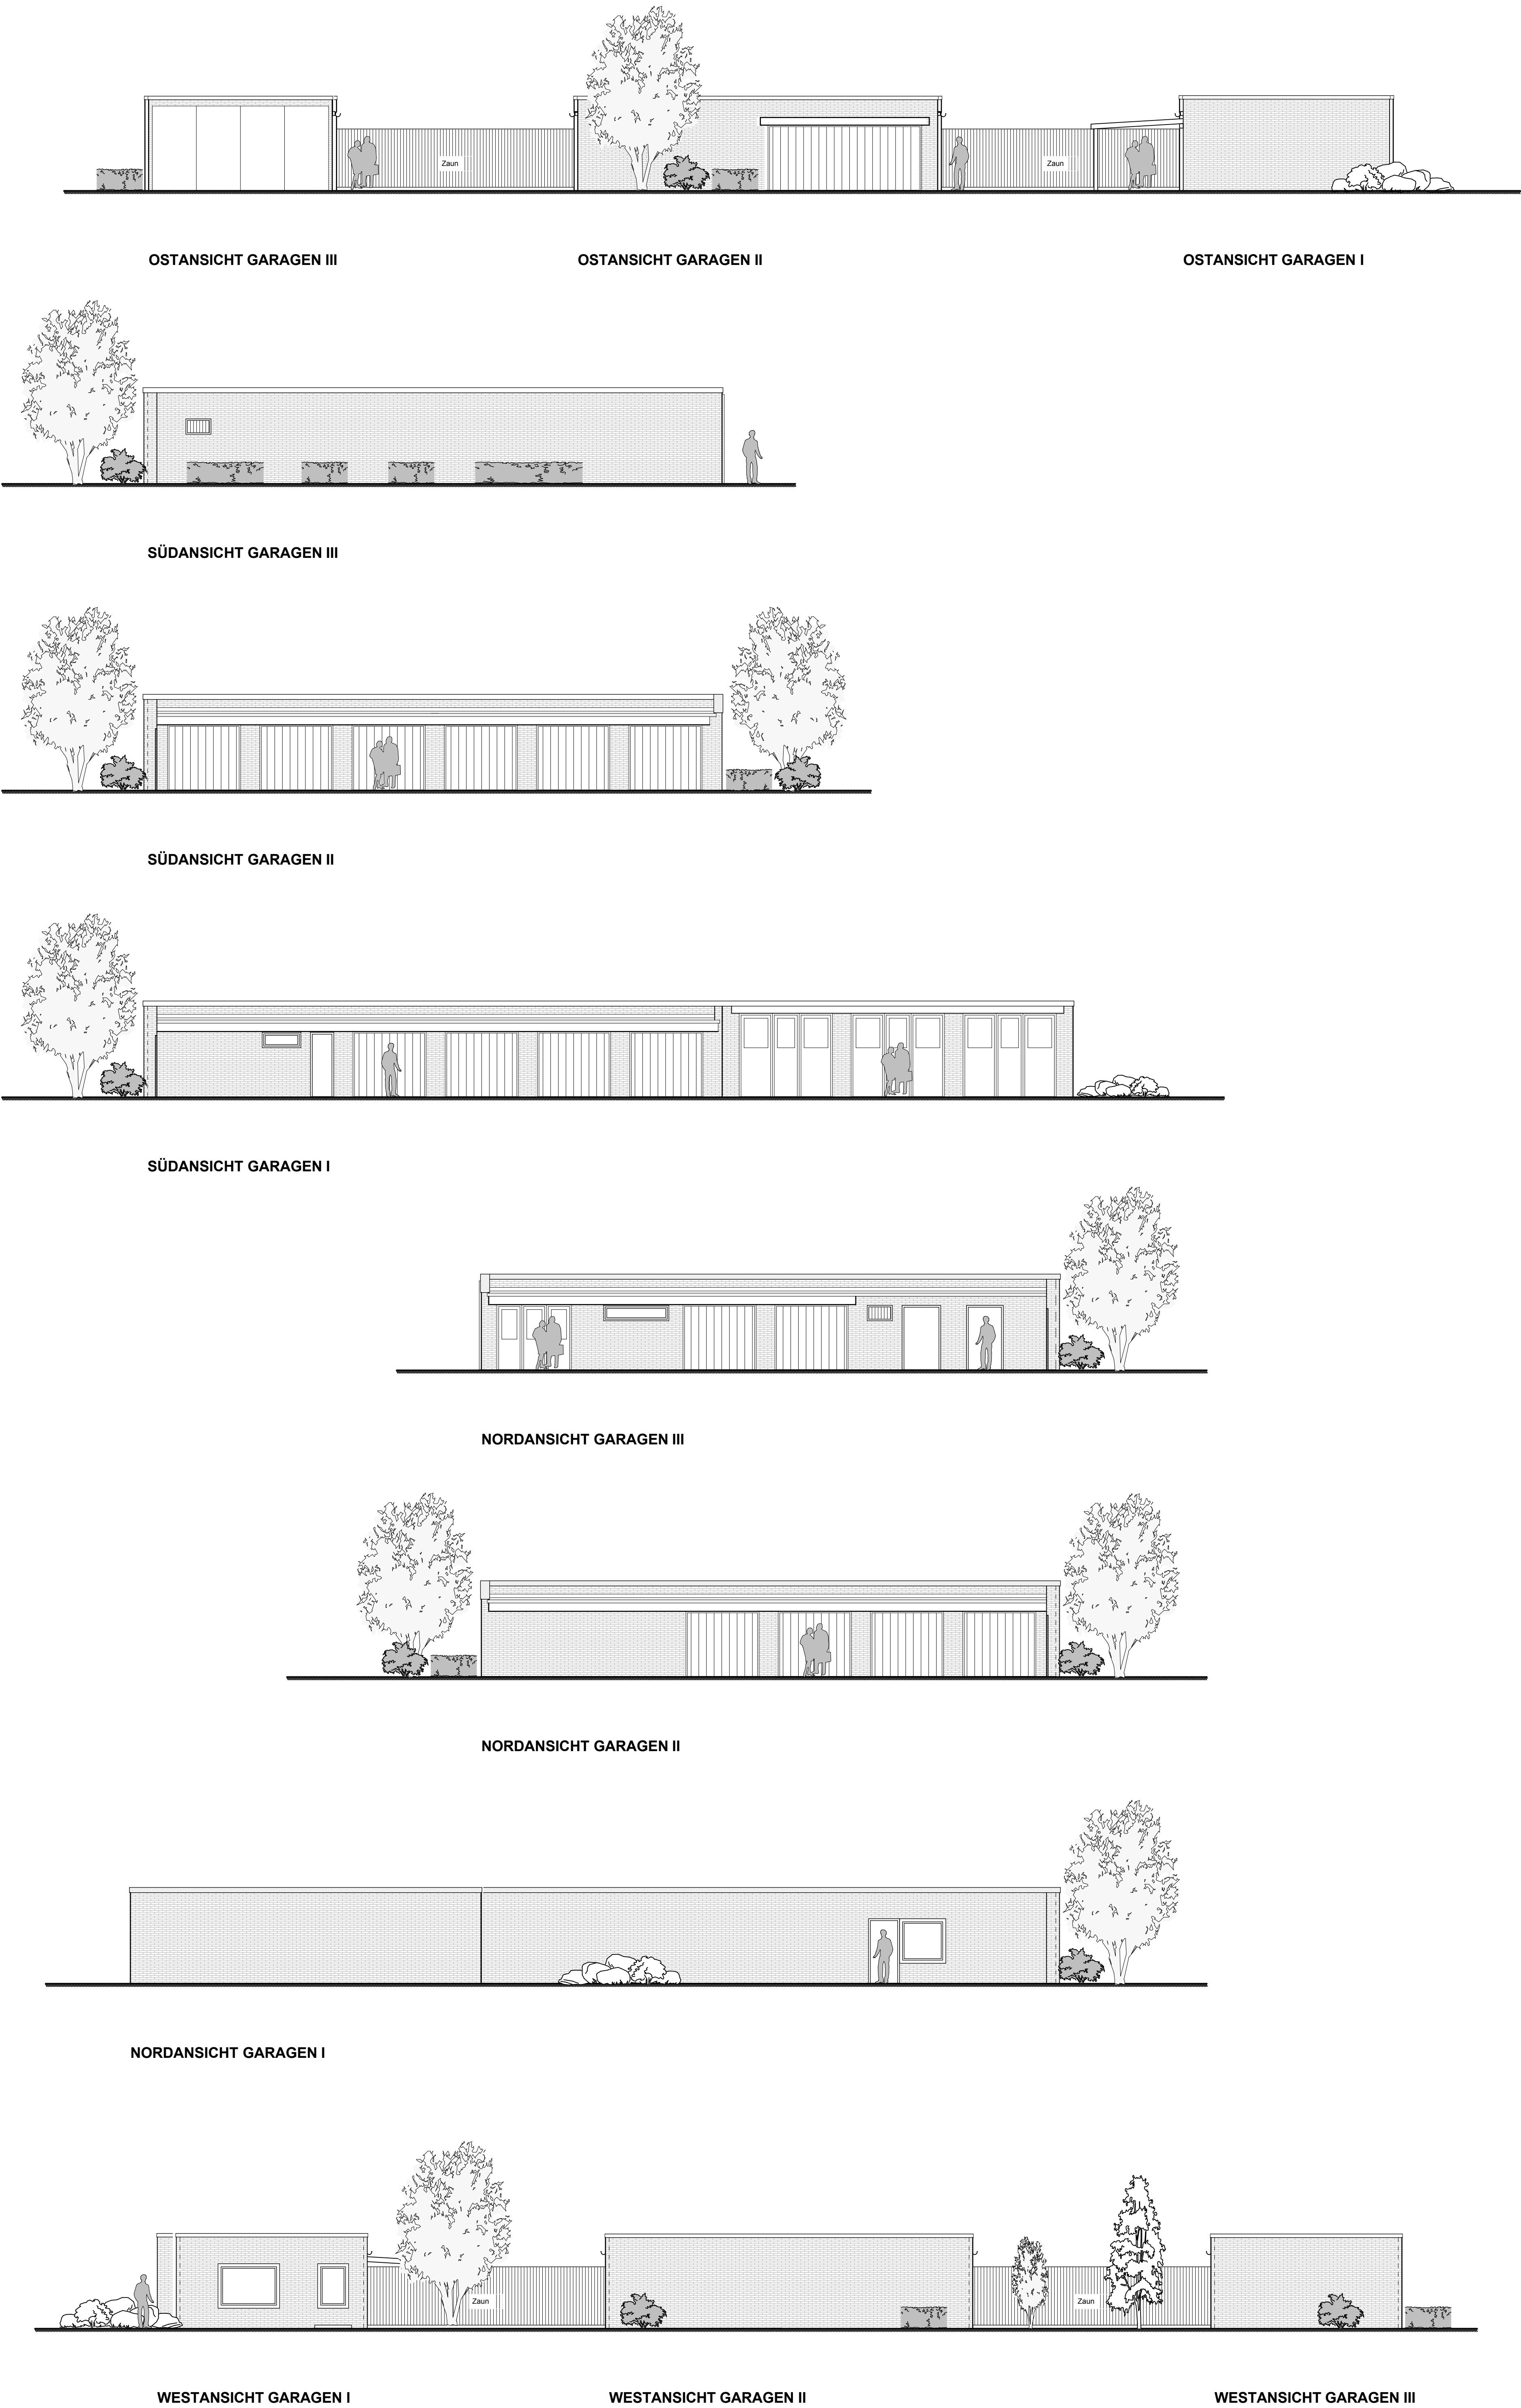 Zaun
Zaun
OSTANSICHT GARAGEN III
OSTANSICHT GARAGEN II
OSTANSICHT GARAGEN I
SÜDANSICHT GARAGEN III
SÜDANSICHT GARAGEN II
SÜDANSICHT GARAGEN I
NORDANSICHT GARAGEN III
NORDANSICHT GARAGEN II
NORDANSICHT GARAGEN I
Zaun
Zaun
WESTANSICHT GARAGEN I
WESTANSICHT GARAGEN II
WESTANSICHT GARAGEN III